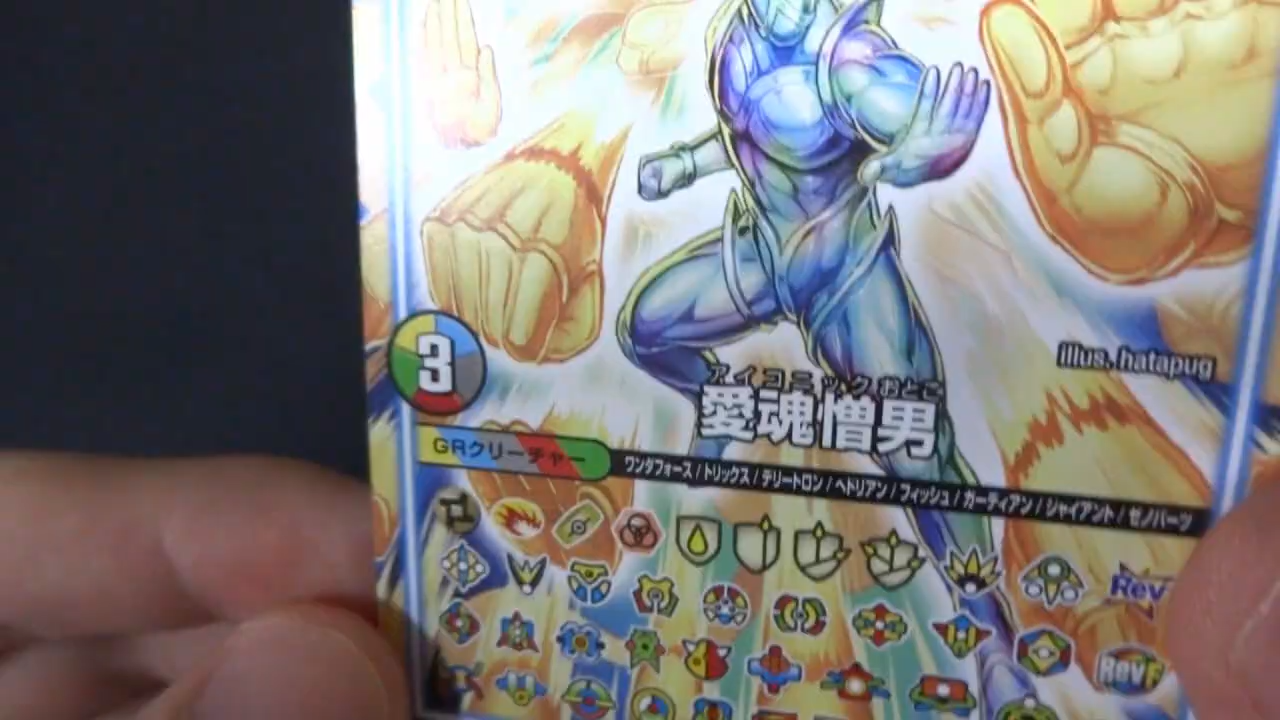 illus. hatapug
3
アイコニックおとこ
愛魂憎男
GRクリーチャー
ワンダフォース / トリックス / デリートロン / ヘドリアン / フィッシュ / ガーディアン / ジャイアント / ゼノパーツ
Rev
RevF